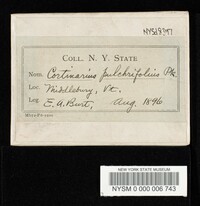 COLL. N. Y. STATE
Nom. Cortinarius pulchrifolius Pk.
Loc. Middlebury, Vt.
Leg. E. A. Burt, Aug. 1896
NEW YORK STATE MUSEUM
NYSM 0 000 006 743